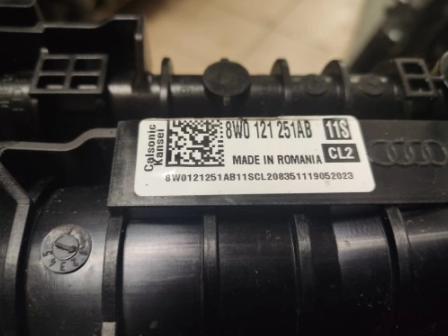 Calsonic
Kansei
8W0 121 251AB 11S
MADE IN ROMANIA CL2
8W0121251AB11SCL208351119052023